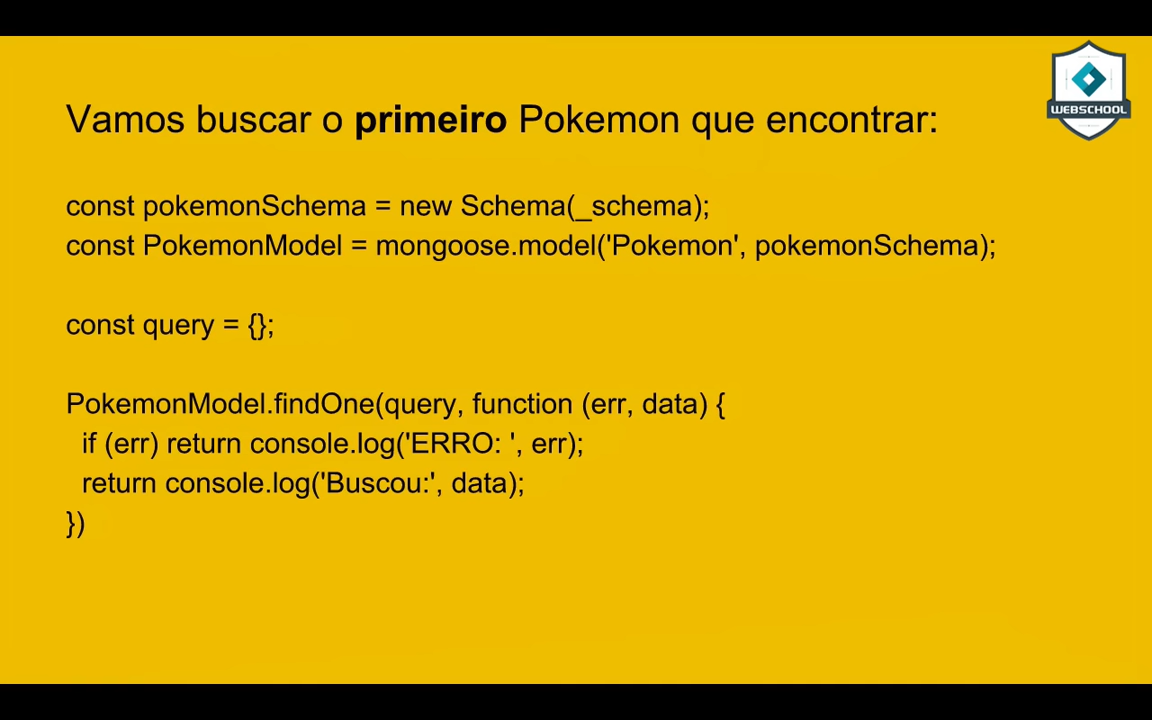 Vamos buscar o primeiro Pokemon que encontrar:
WEBSCHOOL
const pokemonSchema = new Schema(_schema);
const PokemonModel = mongoose.model('Pokemon', pokemonSchema);
const query = {};
PokemonModel.findOne(query, function (err, data) {
if (err) return console.log('ERRO: ', err);
return console.log('Buscou:', data);
})